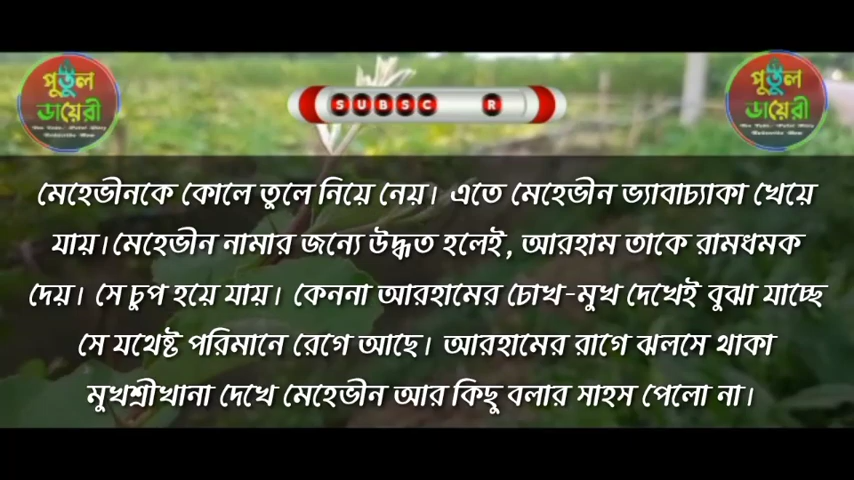 পুতুল
ডায়েরী
SUBSC R
পুতুল
ডায়েরী
মেহেভীনকে কোলে তুলে নিয়ে নেয়। এতে মেহেভীন ভ্যাবাচ্যাকা খেয়ে
যায়।মেহেভীন নামার জন্যে উদ্ধত হলেই, আরহাম তাকে রামধমক
দেয়। সে চুপ হয়ে যায়। কেননা আরহামের চোখ-মুখ দেখেই বুঝা যাচ্ছে
সে যথেষ্ট পরিমানে রেগে আছে। আরহামের রাগে ঝলসে থাকা
মুখশ্রীখানা দেখে মেহেভীন আর কিছু বলার সাহস পেলো না।